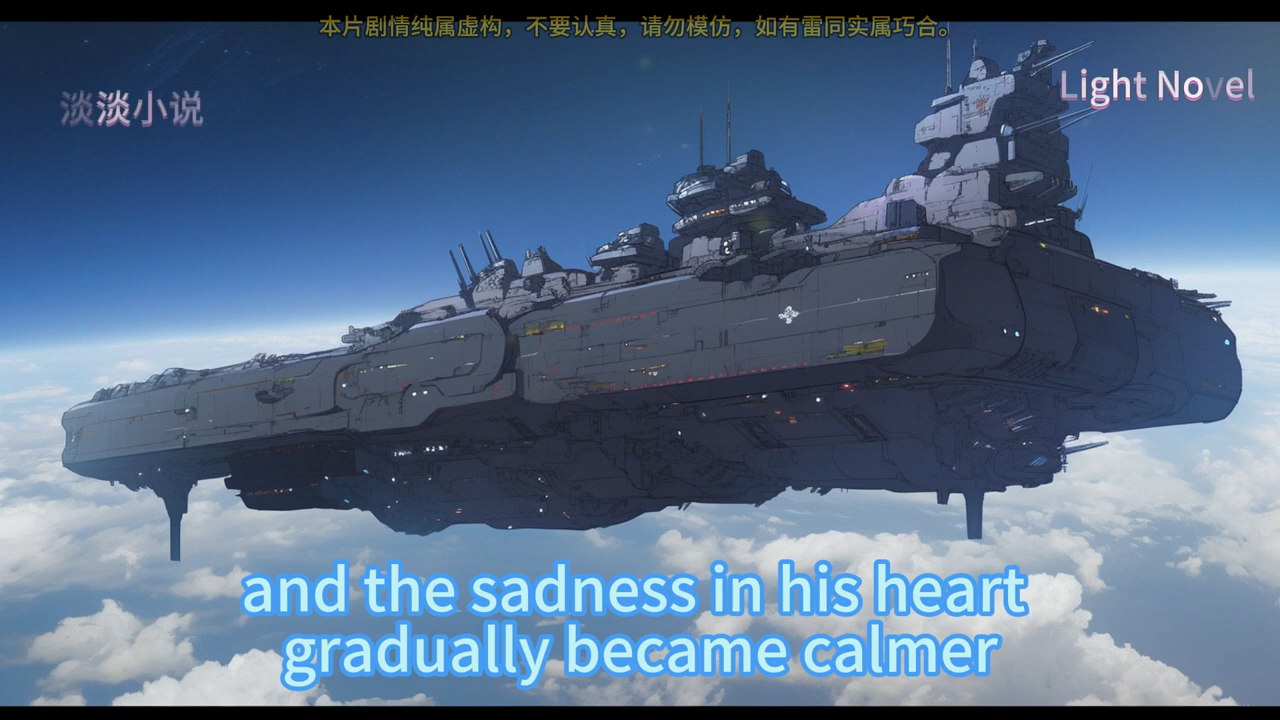 本片剧情纯属虚构，不要认真，请勿模仿，如有雷同实属巧合。
淡淡小说
Light Novel
and the sadness in his heart
gradually became calmer